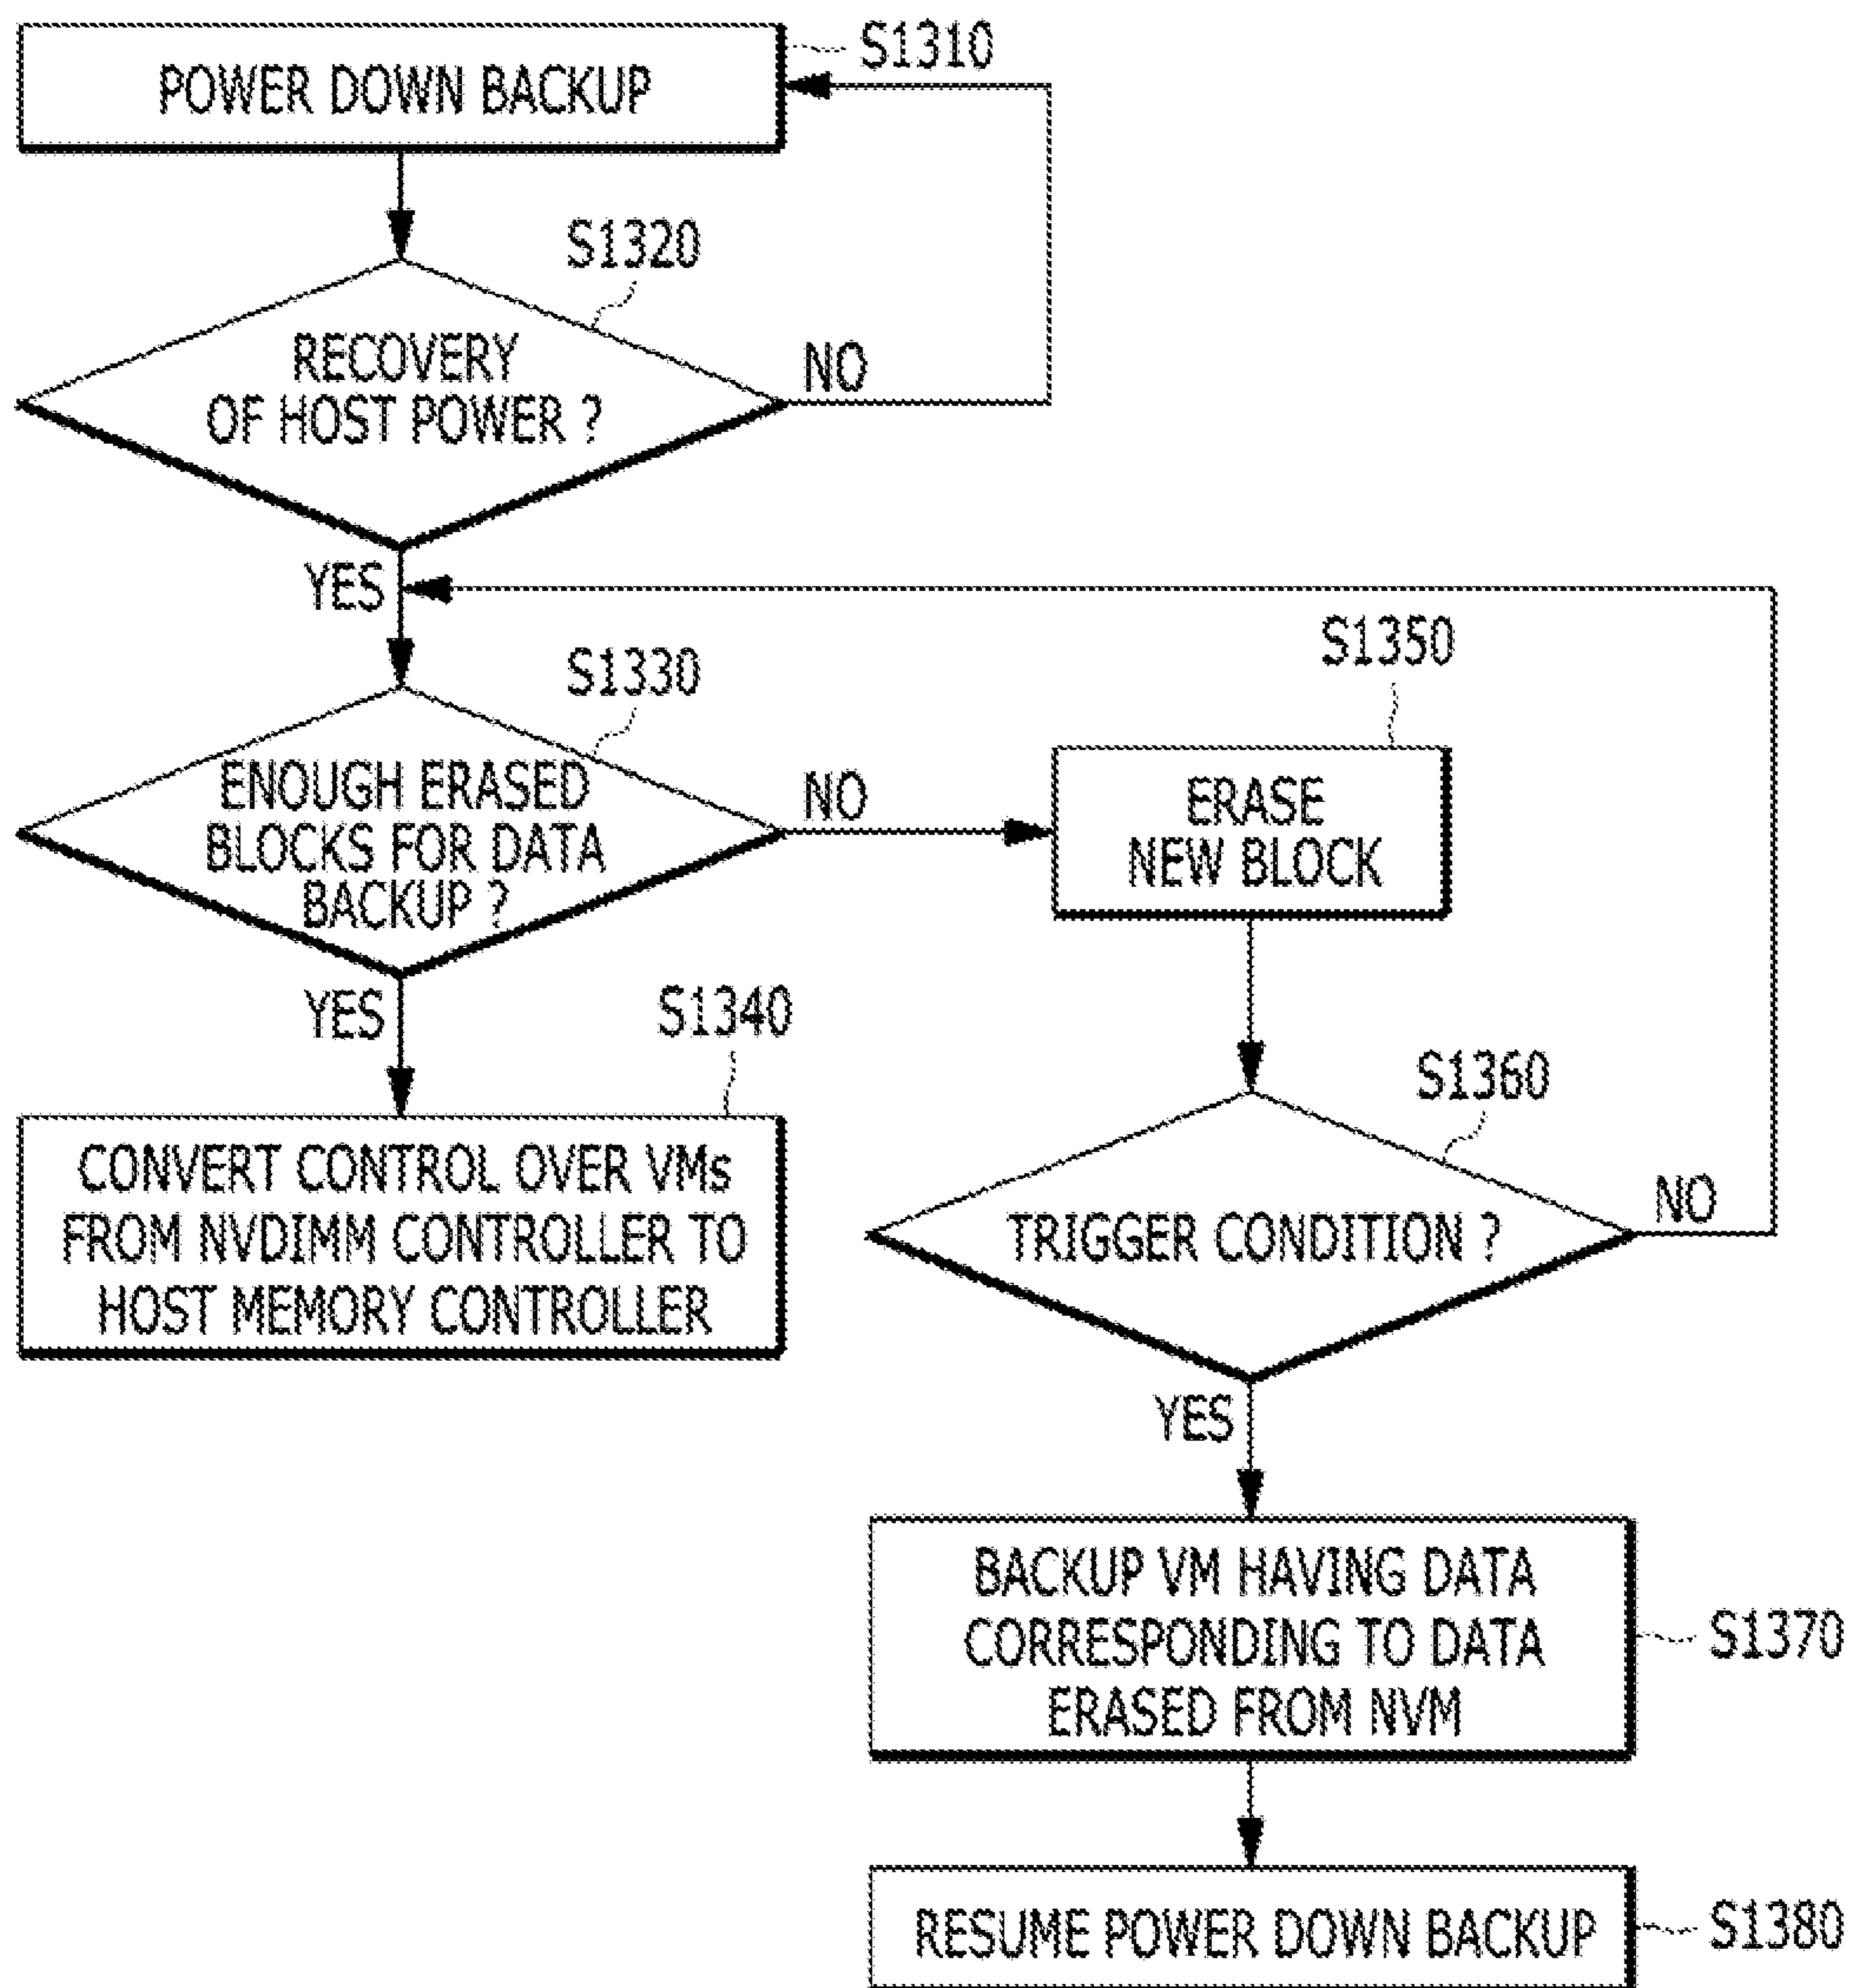 S1310
POWER DOWN BACKUP
S1320
RECOVERY
OF HOST POWER ?
NO
YES
S1330
ENOUGH ERASED
BLOCKS FOR DATA
BACKUP ?
NO
S1350
ERASE
NEW BLOCK
YES
S1340
CONVERT CONTROL OVER VMs
FROM NVDIMM CONTROLLER TO
HOST MEMORY CONTROLLER
S1360
TRIGGER CONDITION ?
NO
YES
BACKUP VM HAVING DATA
CORRESPONDING TO DATA
ERASED FROM NVM
S1370
RESUME POWER DOWN BACKUP
S1380